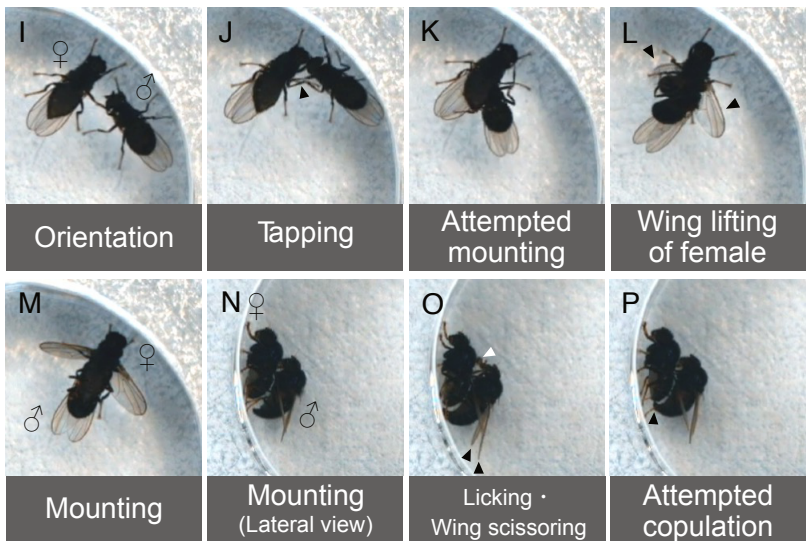 I ♀ ♂
Orientation
J
Tapping
K
Attempted
mounting
L
Wing lifting
of female
M ♀ ♂
Mounting
N ♀ ♂
Mounting
(Lateral view)
O
Licking・
Wing scissoring
P
Attempted
copulation